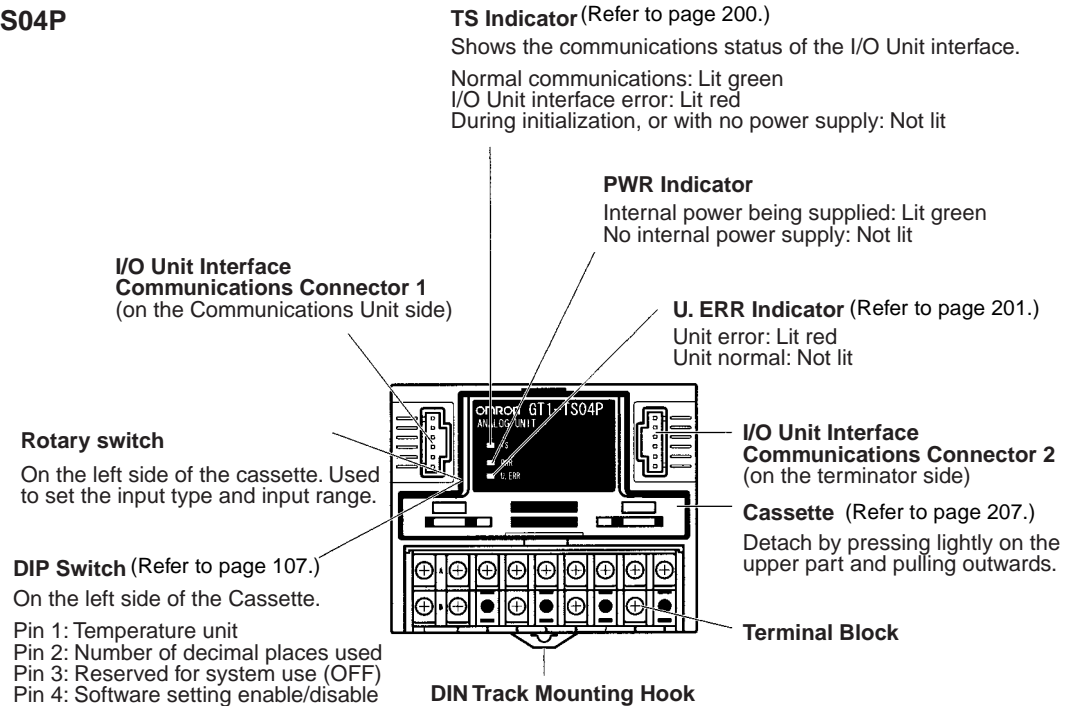 S04P
TS Indicator (Refer to page 200.)
Shows the communications status of the I/O Unit interface.
Normal communications: Lit green
I/O Unit interface error: Lit red
During initialization, or with no power supply: Not lit
PWR Indicator
Internal power being supplied: Lit green
No internal power supply: Not lit
I/O Unit Interface
Communications Connector 1
(on the Communications Unit side)
U. ERR Indicator (Refer to page 201.)
Unit error: Lit red
Unit normal: Not lit
OMRON GT1-TS04P
ANALOG UNIT
TS
PWR
U.ERR
Rotary switch
On the left side of the cassette. Used
to set the input type and input range.
I/O Unit Interface
Communications Connector 2
(on the terminator side)
Cassette (Refer to page 207.)
Detach by pressing lightly on the
upper part and pulling outwards.
DIP Switch (Refer to page 107.)
On the left side of the Cassette.
Pin 1: Temperature unit
Pin 2: Number of decimal places used
Pin 3: Reserved for system use (OFF)
Pin 4: Software setting enable/disable
A
B
Terminal Block
DIN Track Mounting Hook